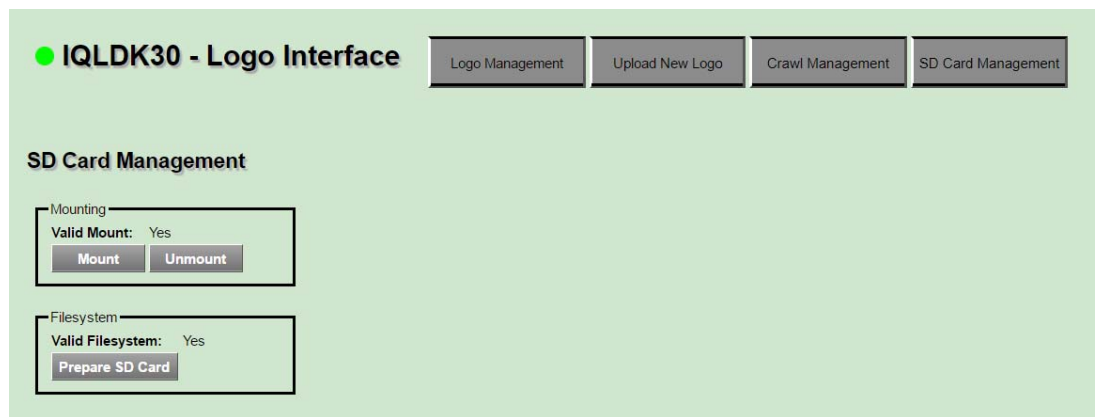 IQLDK30 - Logo Interface
Logo Management
Upload New Logo
Crawl Management
SD Card Management
SD Card Management
Mounting
Valid Mount: Yes
Mount Unmount
Filesystem
Valid Filesystem: Yes
Prepare SD Card